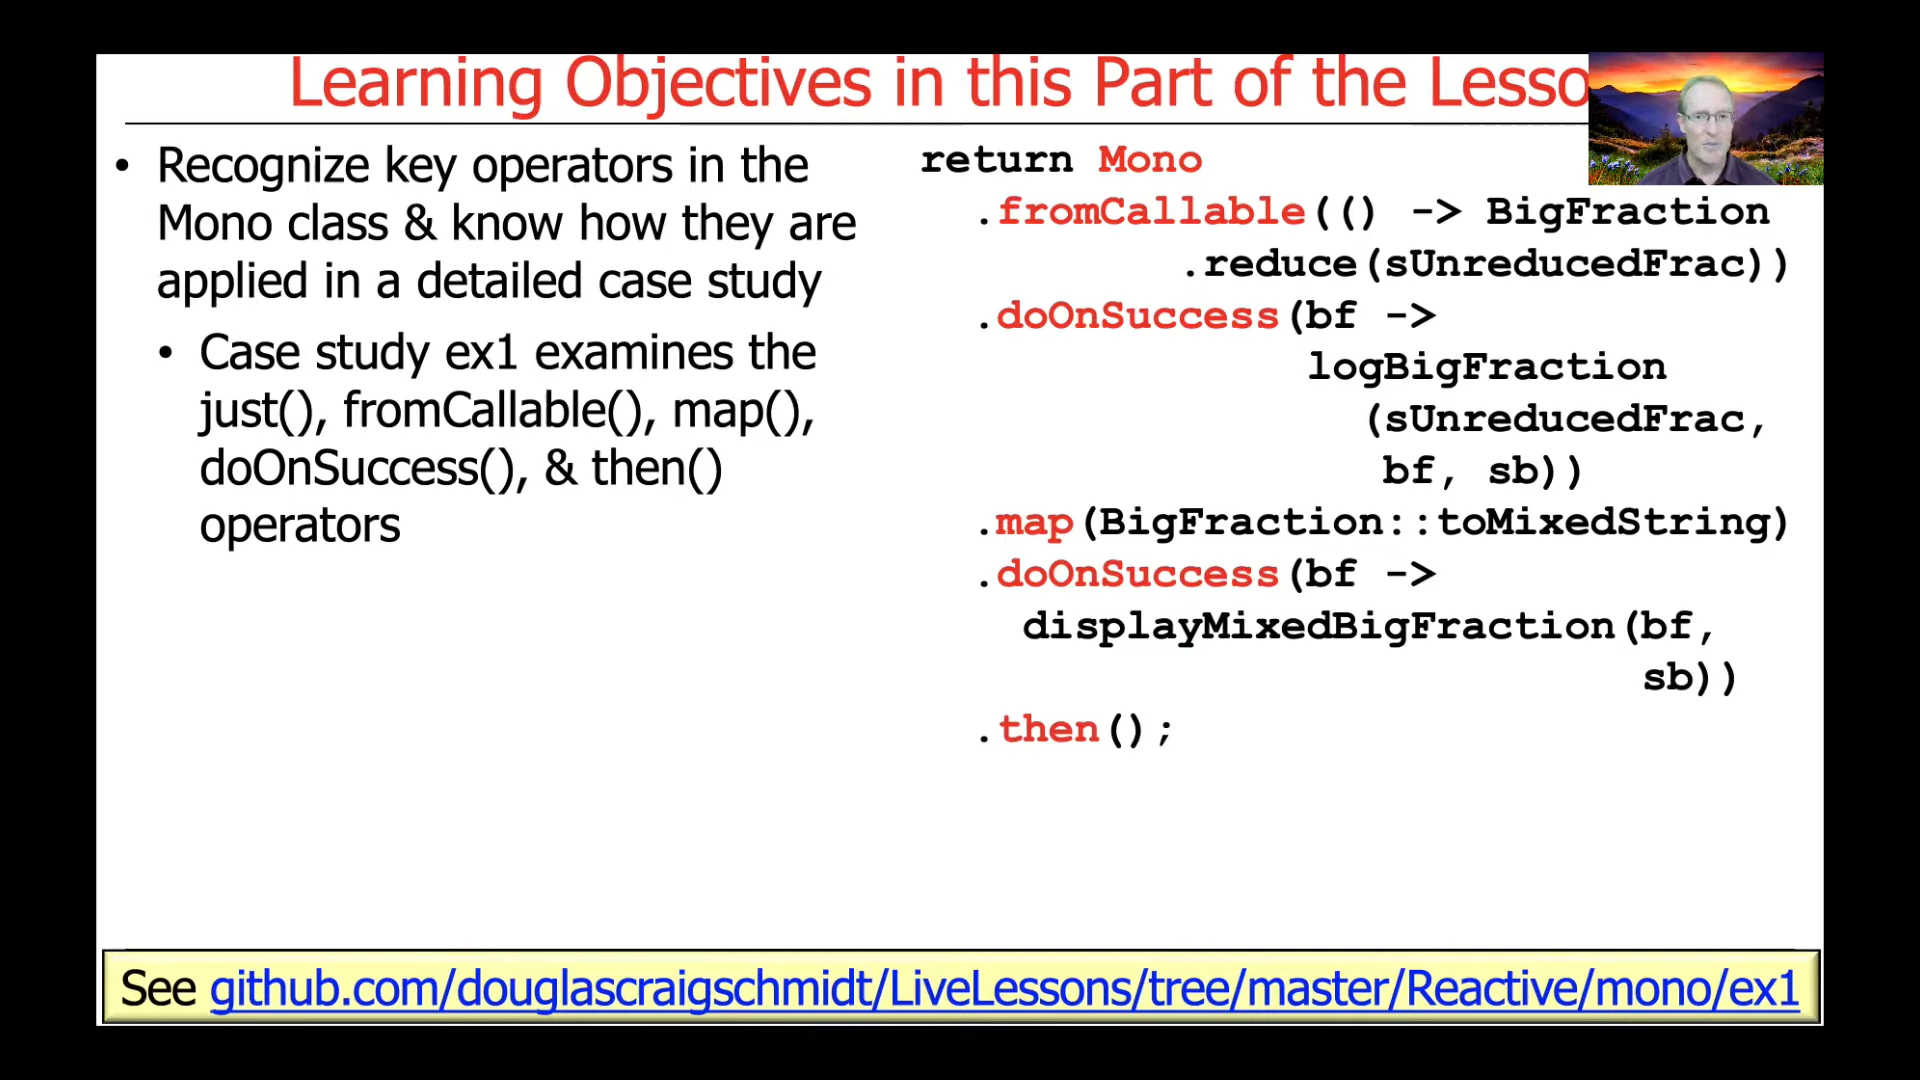 Learning Objectives in this Part of the Lesso
• Recognize key operators in the
Mono class & know how they are
applied in a detailed case study
• Case study ex1 examines the
just(), fromCallable(), map(),
doOnSuccess(), & then()
operators
return Mono
.fromCallable(() -> BigFraction
.reduce(sUnreducedFrac))
.doOnSuccess(bf ->
logBigFraction
(sUnreducedFrac,
bf, sb))
.map(BigFraction::toMixedString)
.doOnSuccess(bf ->
displayMixedBigFraction(bf,
sb))
.then();
See github.com/douglascraigschmidt/LiveLessons/tree/master/Reactive/mono/ex1